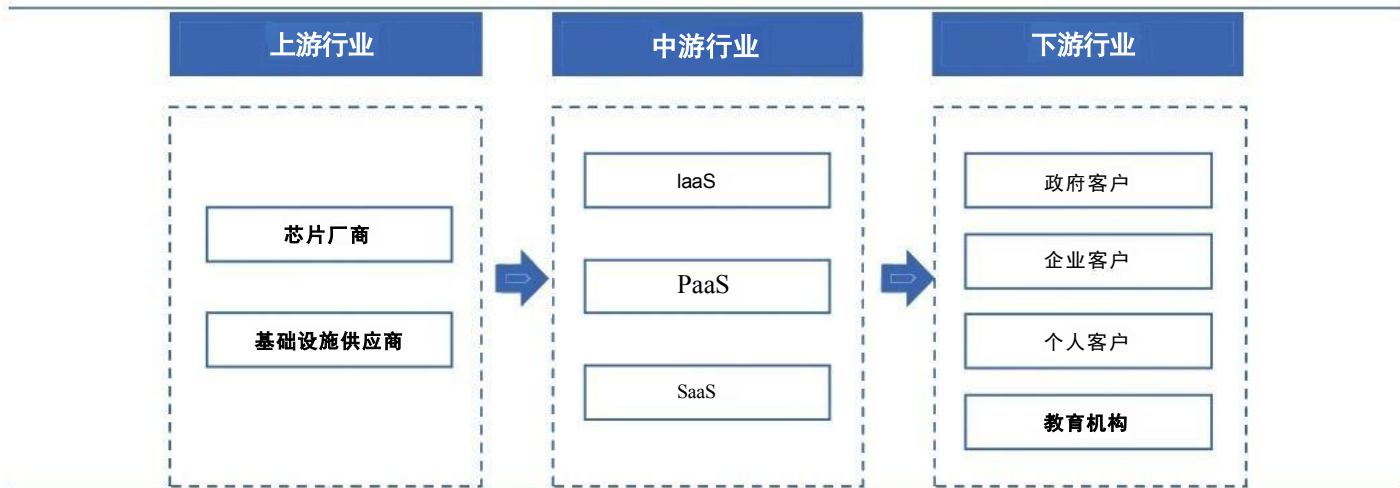 上游行业
中游行业
下游行业
芯片厂商
基础设施供应商
IaaS
PaaS
SaaS
政府客户
企业客户
个人客户
教育机构